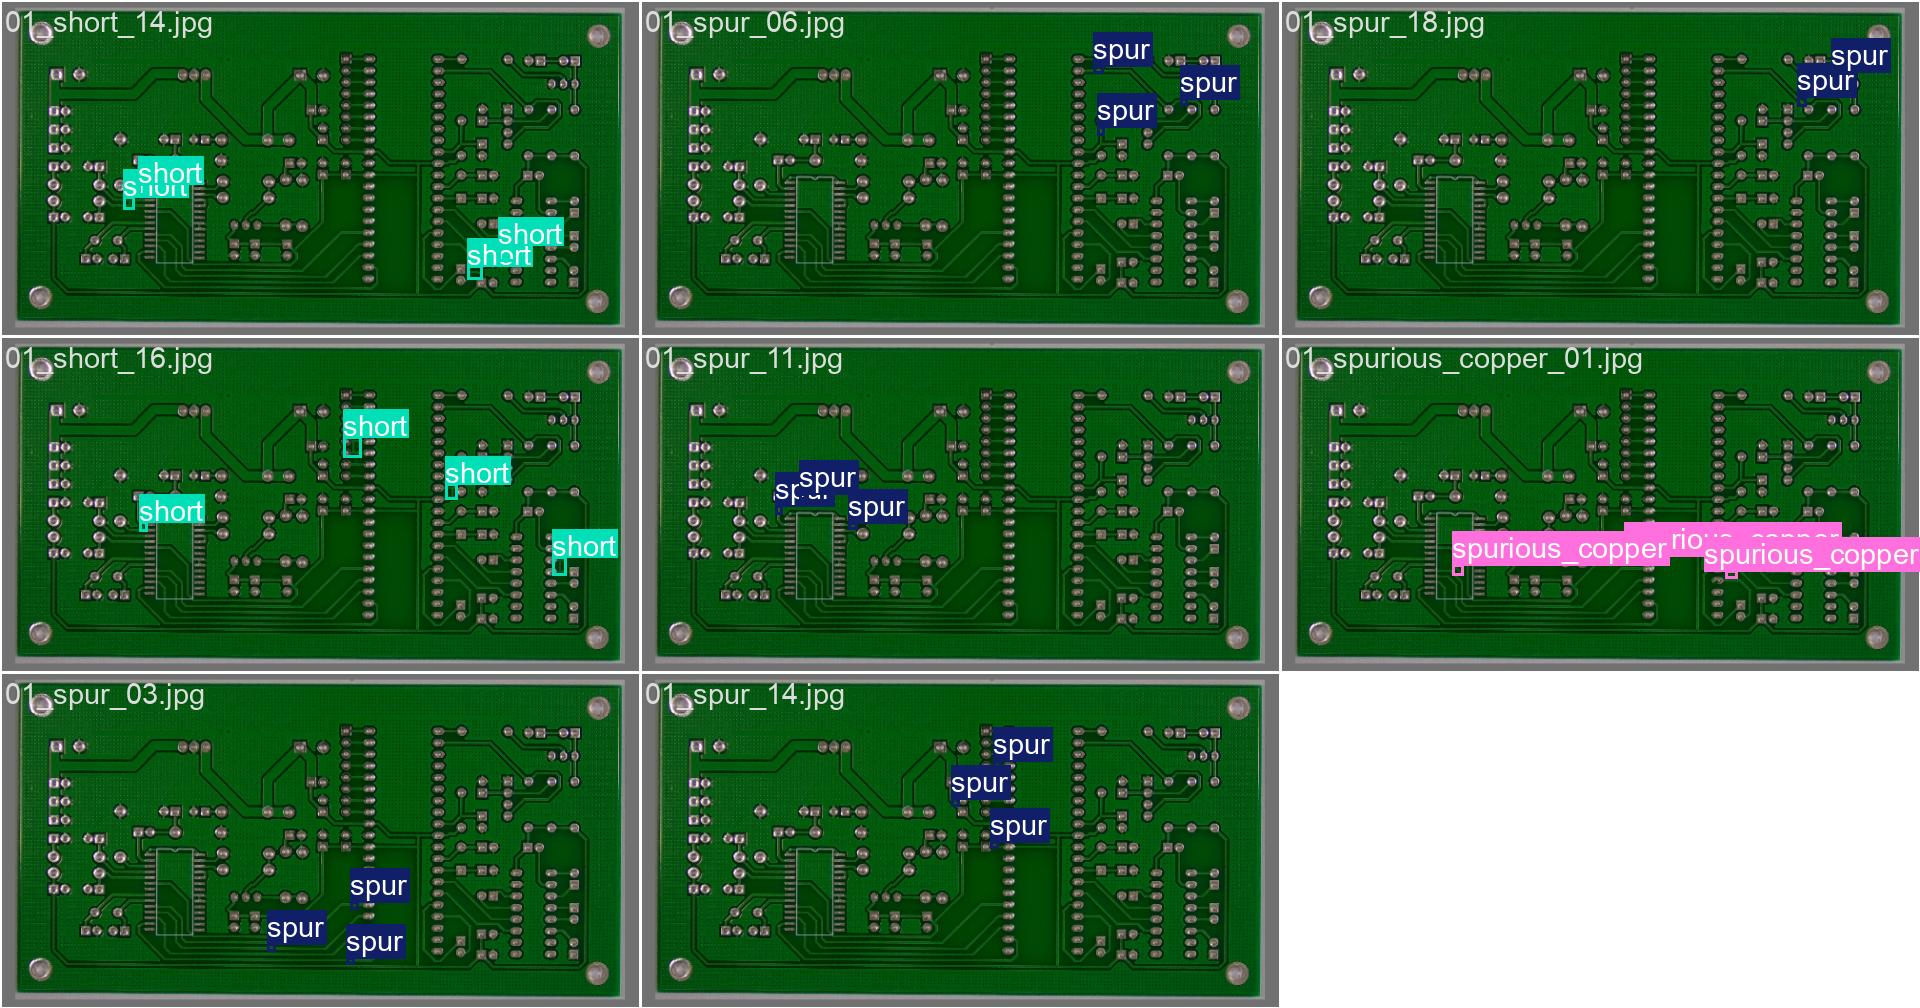 01_short_14.jpg
short
short
short
short
01_spur_06.jpg
spur
spur
spur
01_spur_18.jpg
spur
spur
01_short_16.jpg
short
short
short
short
01_spur_11.jpg
spur
spur
spur
01_spurious_copper_01.jpg
spurious_copper
spurious_copper
01_spur_03.jpg
spur
spur
spur
01_spur_14.jpg
spur
spur
spur